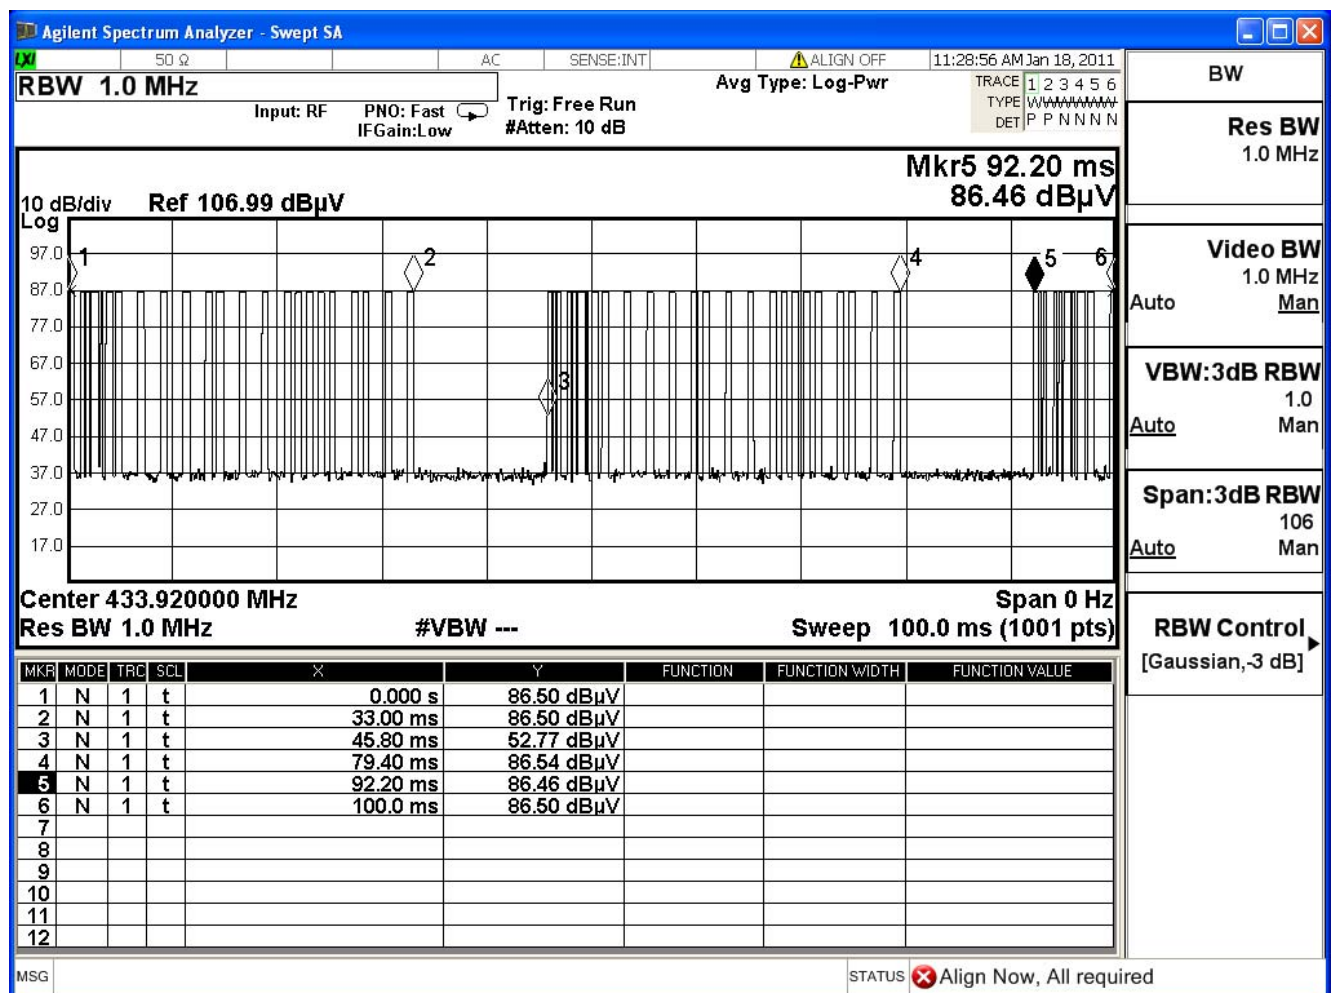 Agilent Spectrum Analyzer - Swept SA
LXI 50 Ω AC SENSE:INT ALIGN OFF 11:28:56 AM Jan 18, 2011
RBW 1.0 MHz
Input: RF PNO: Fast Trig: Free Run
IFGain:Low #Atten: 10 dB
Avg Type: Log-Pwr
TRACE 1 2 3 4 5 6
TYPE
DET P P N N N N
Mkr5 92.20 ms
86.46 dBµV
10 dB/div Ref 106.99 dBµV
Log
97.0
87.0
77.0
67.0
57.0
47.0
37.0
27.0
17.0
1 2 3 4 5 6
Center 433.920000 MHz Span 0 Hz
Res BW 1.0 MHz #VBW --- Sweep 100.0 ms (1001 pts)
MKR MODE TRC SCL X Y FUNCTION FUNCTION WIDTH FUNCTION VALUE
1 N 1 t 0.000 s 86.50 dBµV
2 N 1 t 33.00 ms 86.50 dBµV
3 N 1 t 45.80 ms 52.77 dBµV
4 N 1 t 79.40 ms 86.54 dBµV
5 N 1 t 92.20 ms 86.46 dBµV
6 N 1 t 100.0 ms 86.50 dBµV
7
8
9
10
11
12
MSG STATUS Align Now, All required
BW
Res BW
1.0 MHz
Video BW
1.0 MHz
Auto Man
VBW:3dB RBW
1.0
Auto Man
Span:3dB RBW
106
Auto Man
RBW Control
[Gaussian,-3 dB]